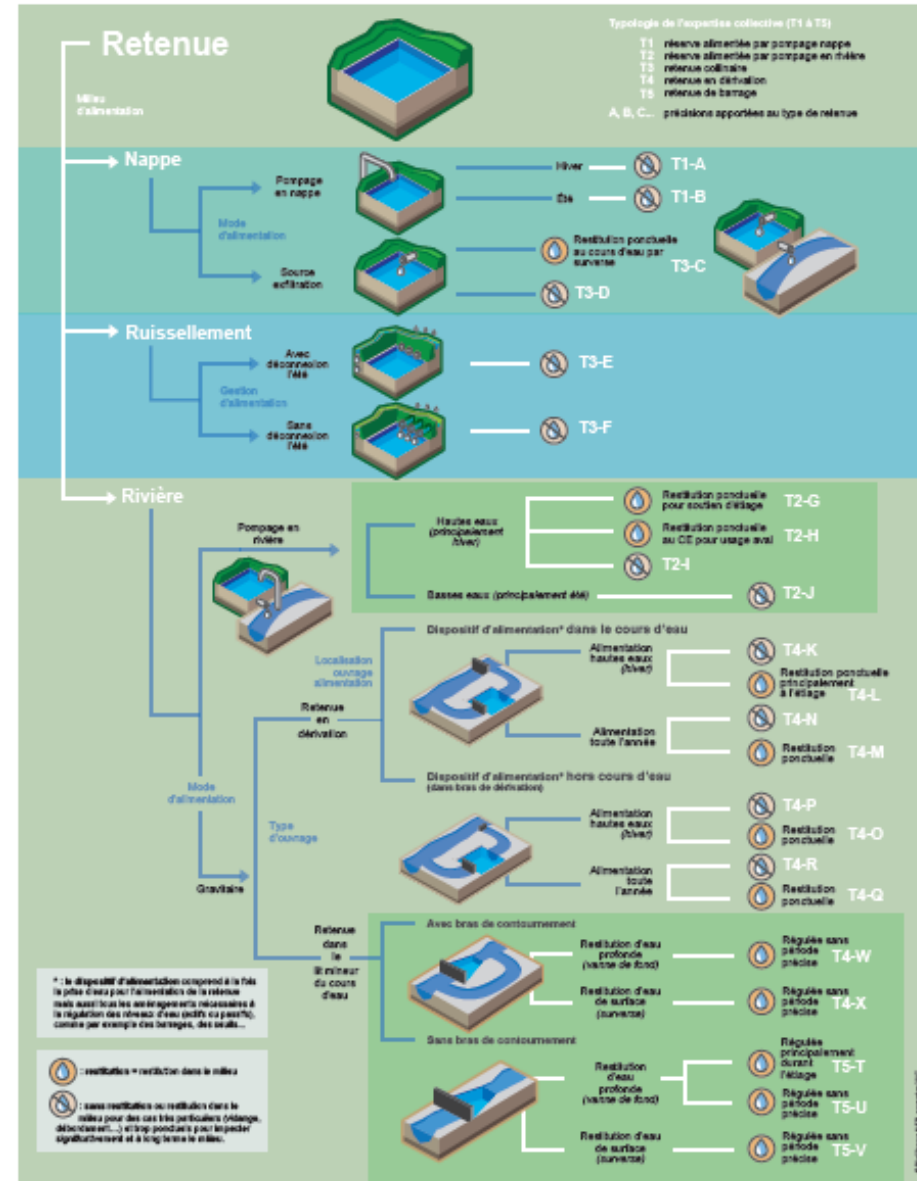 Retenue
Typologie de l'expertise collective (T1 à T5)
T1 réserve alimentée par pompage nappe
T2 réserve alimentée par pompage en rivière
T3 retenue collinaire
T4 retenue en dérivation
T5 retenue de barrage
A, B, C... précisions apportées au type de retenue
Milieu
d'alimentation
Nappe
Pompage
en nappe
Hiver
T1-A
Été
T1-B
Mode
d'alimentation
Source
exfiltration
Restitution ponctuelle
au cours d'eau par
surverse
T3-C
T3-D
Ruissellement
Avec
déconnexion
l'été
T3-E
Gestion
d'alimentation
Sans
déconnexion
l'été
T3-F
Rivière
Pompage en
rivière
Hautes eaux
(principalement
hiver)
Restitution ponctuelle
pour soutien d'étiage
T2-G
Restitution ponctuelle
au CE pour usage aval
T2-H
T2-I
Basses eaux (principalement été)
T2-J
Dispositif d'alimentation* dans le cours d'eau
Localisation
ouvrage
alimentation
Alimentation
hautes eaux
(hiver)
T4-K
Restitution ponctuelle
principalement
à l'étiage
T4-L
Retenue
en
dérivation
Alimentation
toute l'année
T4-N
Restitution
ponctuelle
T4-M
Dispositif d'alimentation* hors cours d'eau
(dans bras de dérivation)
Mode
d'alimentation
Type
d'ouvrage
Alimentation
hautes eaux
(hiver)
T4-P
Restitution
ponctuelle
T4-O
Gravitaire
Alimentation
toute
l'année
T4-R
Restitution
ponctuelle
T4-Q
Retenue
dans
le
lit mineur
du cours
d'eau
Avec bras de contournement
Restitution d'eau
profonde
(vanne de fond)
Régulée sans
période
précise
T4-W
Restitution d'eau
de surface
(surverse)
Régulée sans
période
précise
T4-X
Sans bras de contournement
Restitution
d'eau
profonde
(vanne de fond)
Régulée
principalement
durant
l'étiage
T5-T
Régulée sans
période
précise
T5-U
Restitution d'eau
de surface
(surverse)
Régulée sans
période
précise
T5-V
* : le dispositif d'alimentation comprend à la fois
la prise d'eau pour l'alimentation de la retenue
mais aussi tous les aménagements nécessaires à
la régulation des niveaux d'eau (actifs ou passifs),
comme par exemple des barrages, des seuils...
: restitution = restitution dans le milieu
: sans restitution ou restitution dans le
milieu pour des cas très particuliers (vidange,
débordement...) et trop ponctuels pour impacter
significativement et à long terme le milieu.